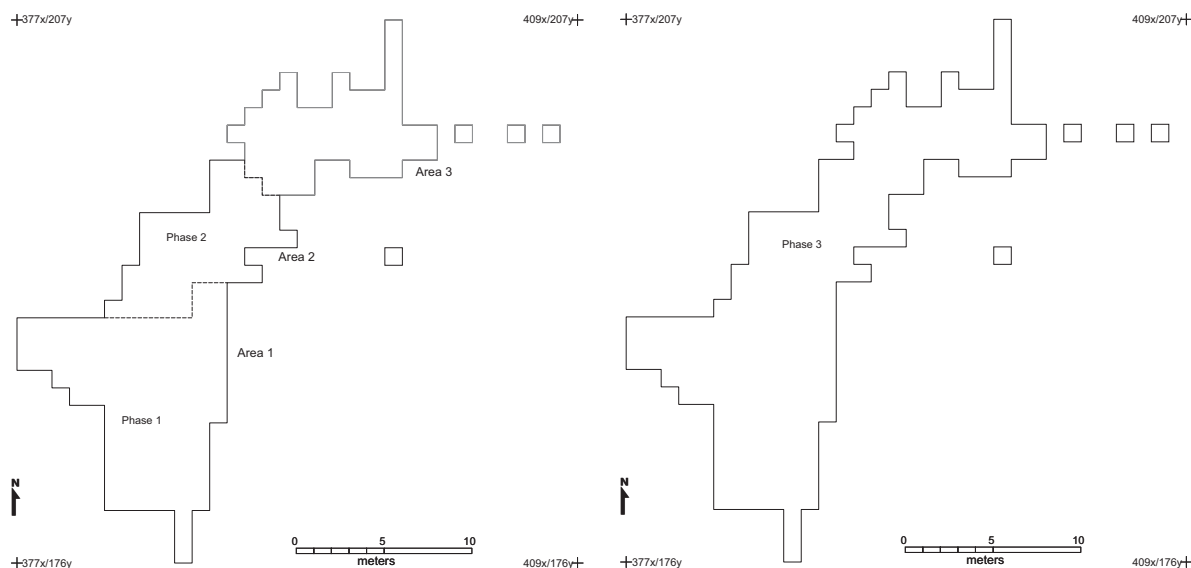 377x/207y
409x/207y
Area 3
Phase 2
Area 2
Area 1
Phase 1
N
0 5 10
meters
377x/176y
409x/176y
377x/207y
409x/207y
Phase 3
N
0 5 10
meters
377x/176y
409x/176y